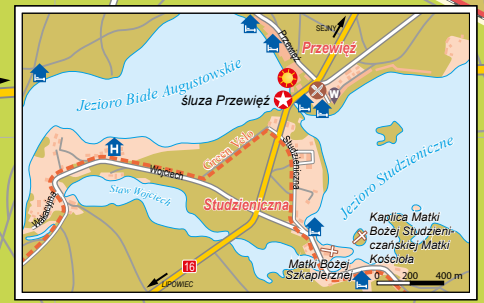 SEJNY
Przewięź
Przewięź
Jezioro Białe Augustowskie
śluza Przewięź
W
Green Velo
Studzieniczna
Jezioro Studzieniczne
H
Wojciech
Wakacyjna
Staw Wojciech
Studzieniczna
Kaplica Matki
Bożej Studzieni-
czańskiej Matki
Kościoła
Matki Bożej
Szkaplerznej
16
LIPOWIEC
0 200 400 m